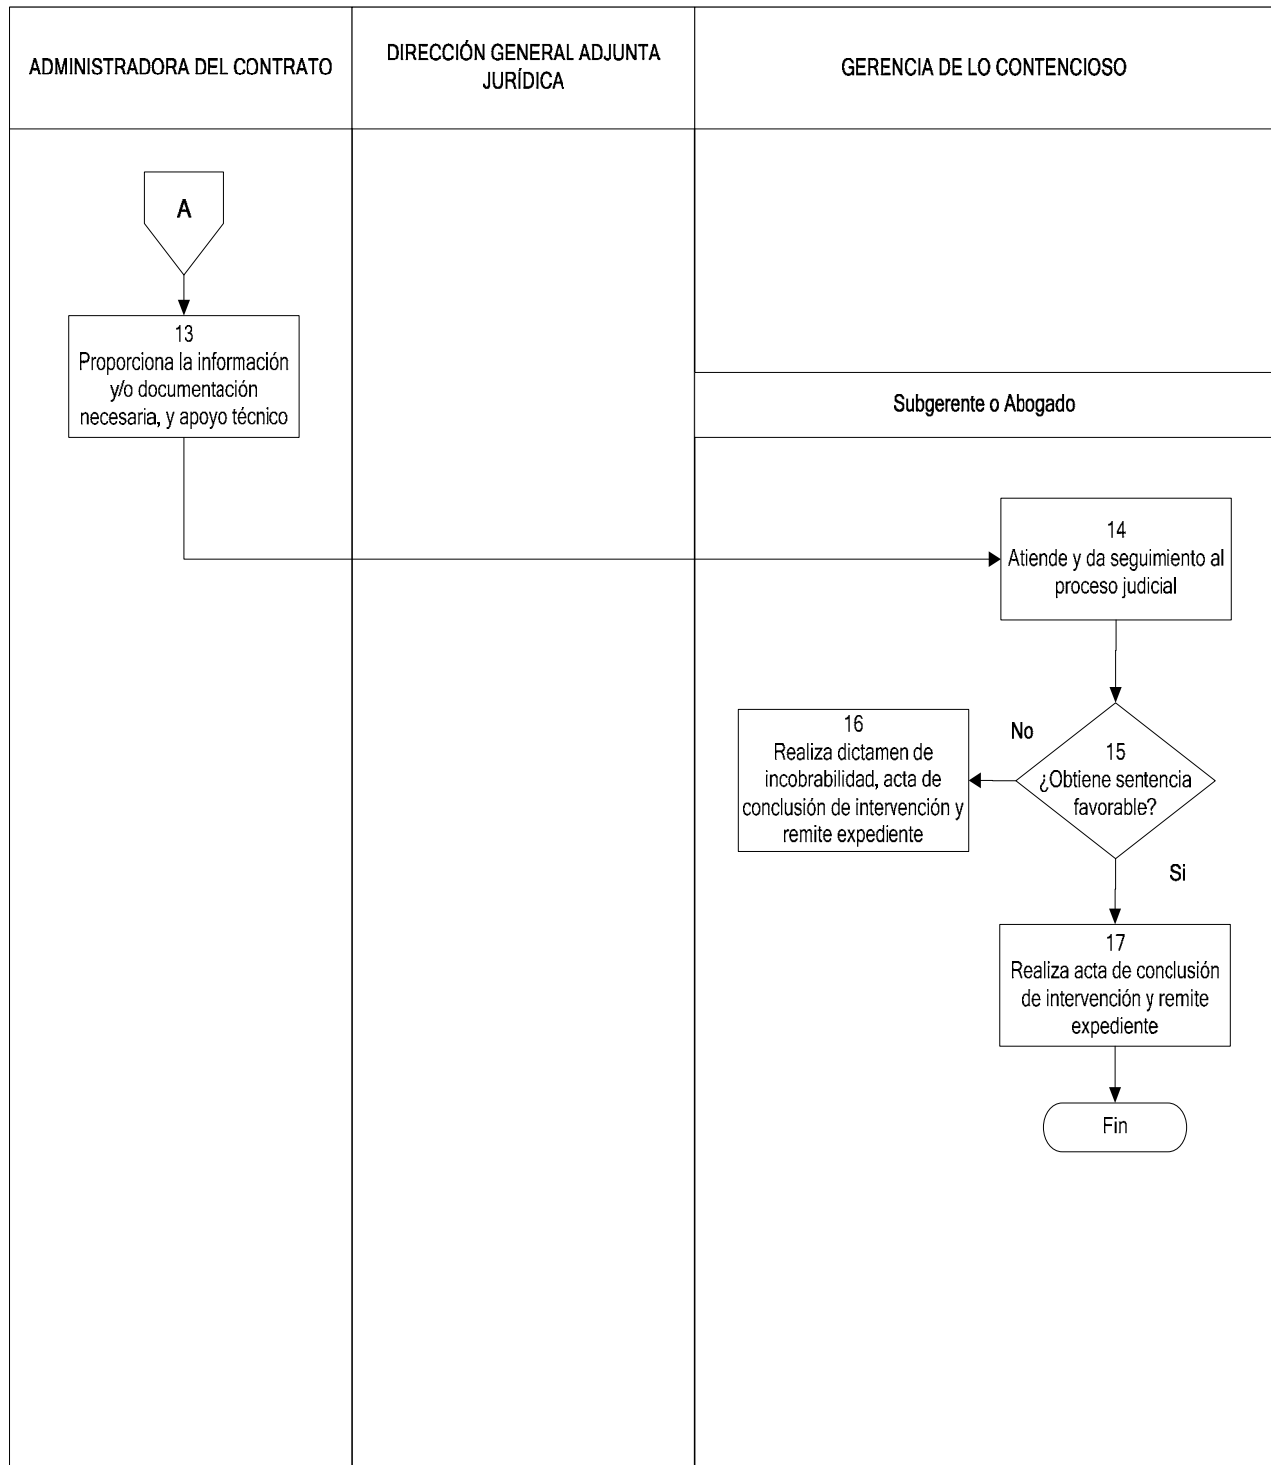 ADMINISTRADORA DEL CONTRATO
DIRECCIÓN GENERAL ADJUNTA
JURÍDICA
GERENCIA DE LO CONTENCIOSO
A
13
Proporciona la información
y/o documentación
necesaria, y apoyo técnico
Subgerente o Abogado
14
Atiende y da seguimiento al
proceso judicial
No
15
¿Obtiene sentencia
favorable?
16
Realiza dictamen de
incobrabilidad, acta de
conclusión de intervención y
remite expediente
Si
17
Realiza acta de conclusión
de intervención y remite
expediente
Fin